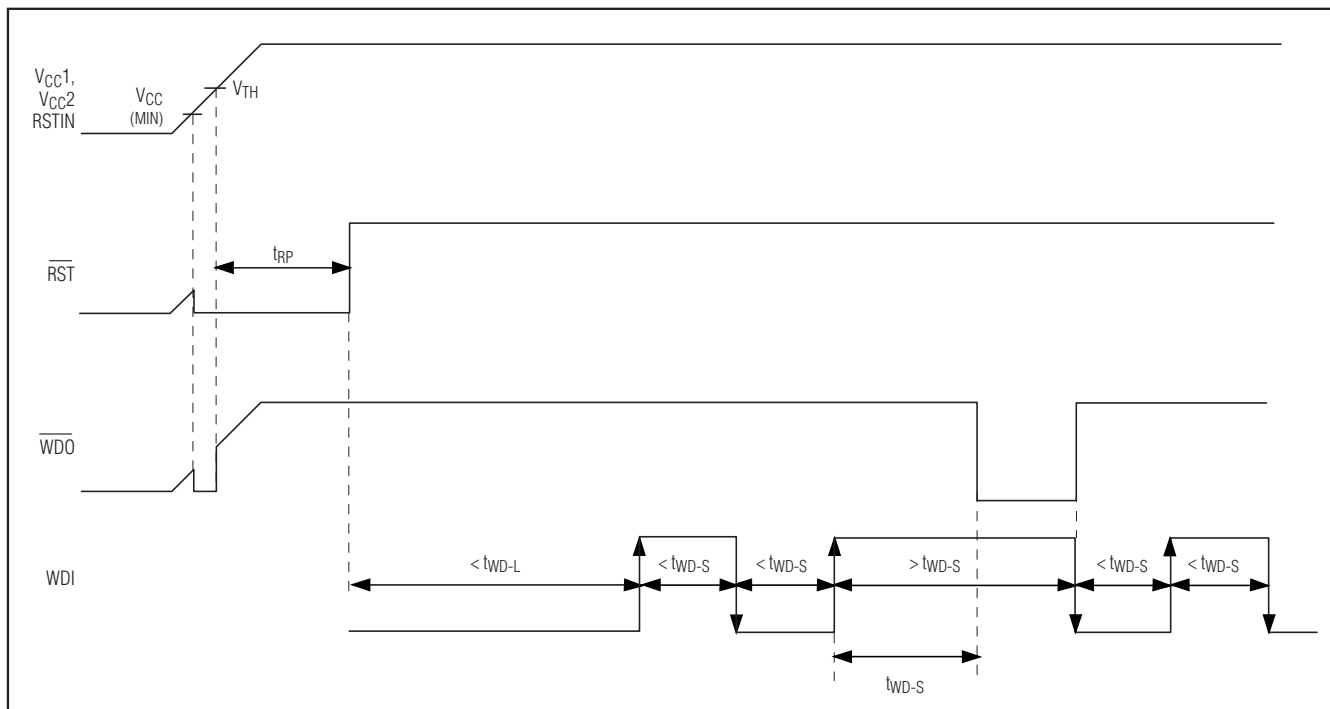 VCC1,
VCC2
RSTIN
VCC
(MIN)
VTH
RST
tRP
WDO
WDI
< tWD-L
< tWD-S
< tWD-S
> tWD-S
< tWD-S
< tWD-S
tWD-S